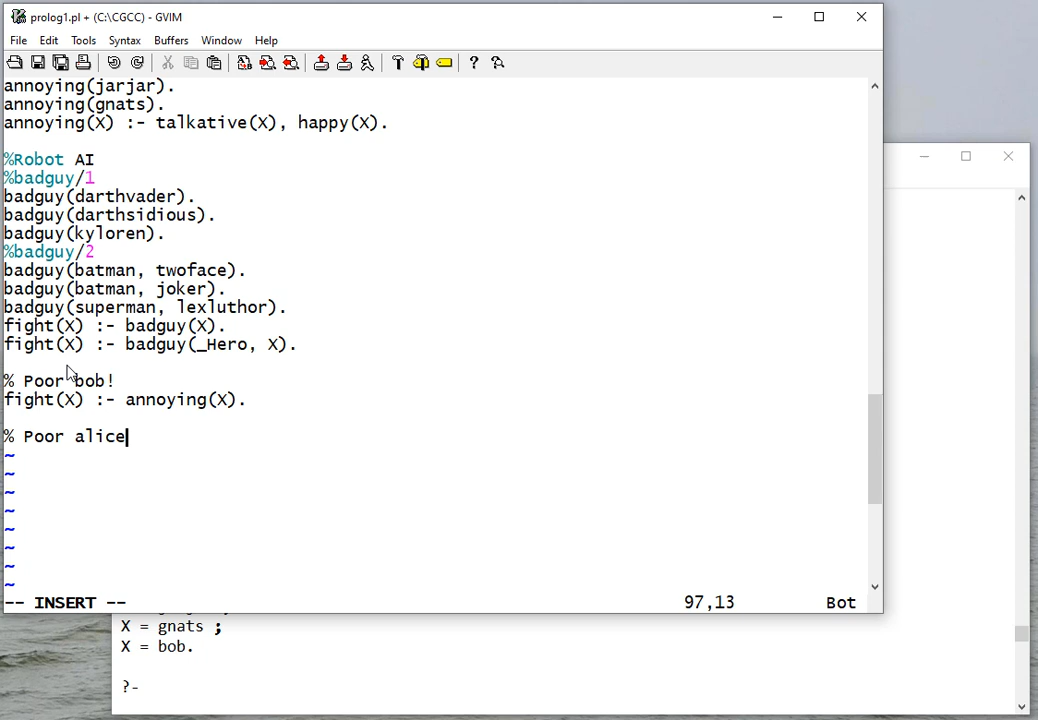 prolog1.pl + (C:\CGCC) - GVIM
File Edit Tools Syntax Buffers Window Help
annoying(jarjar).
annoying(gnats).
annoying(X) :- talkative(X), happy(X).
%Robot AI
%badguy/1
badguy(darthvader).
badguy(darthsidious).
badguy(kyloren).
%badguy/2
badguy(batman, twoface).
badguy(batman, joker).
badguy(superman, lexluthor).
fight(X) :- badguy(X).
fight(X) :- badguy(_Hero, X).
% Poor bob!
fight(X) :- annoying(X).
% Poor alice
~
~
~
~
~
~
~
~
-- INSERT -- 97,13 Bot
X = gnats ;
X = bob.
?-